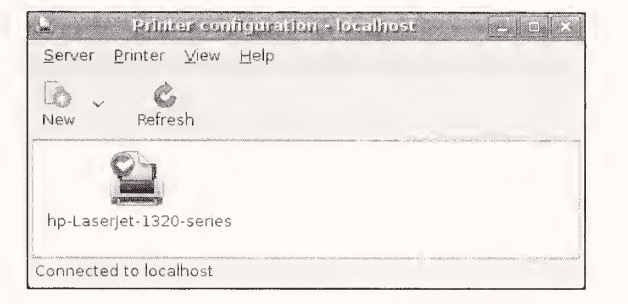 Printer configuration - localhost
Server Printer View Help
New Refresh
hp-LaserJet-1320-series
Connected to localhost